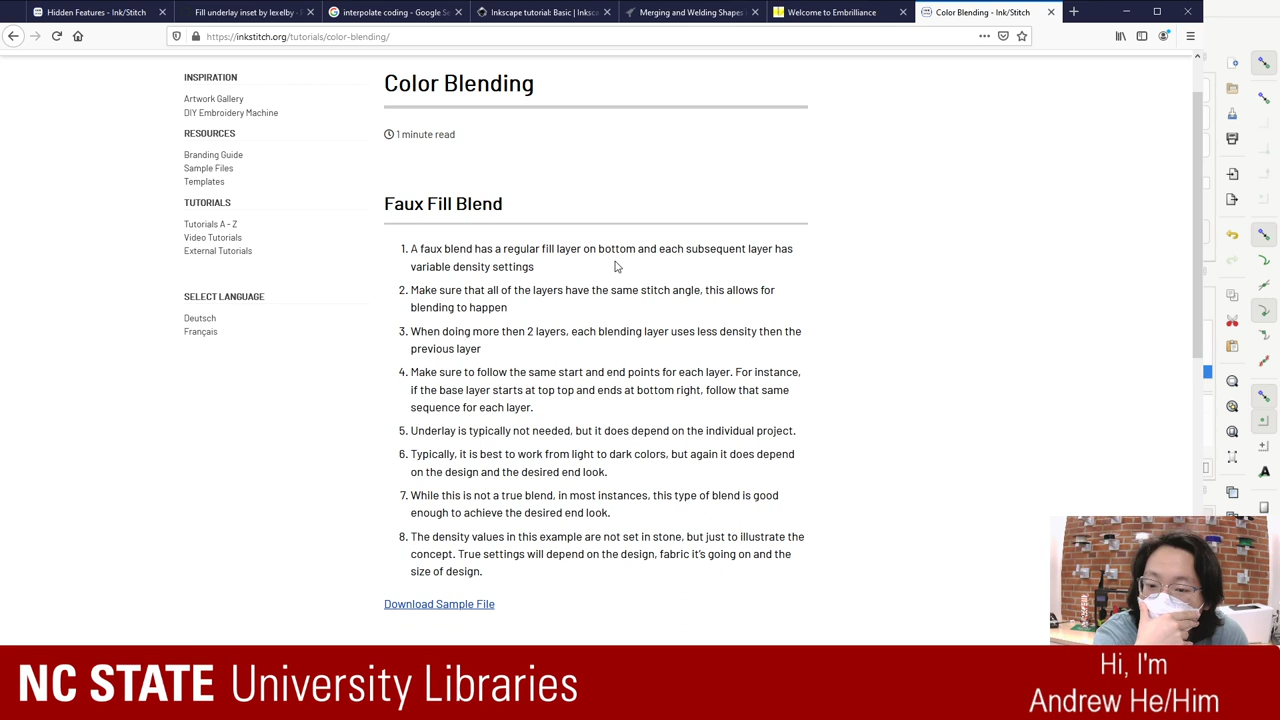 Hidden Features - Ink/Stitch
Fill underlay inset by lexelby
interpolate coding - Google Se
Inkscape tutorial: Basic | Inksc
Merging and Welding Shapes
Welcome to Embrilliance
Color Blending - Ink/Stitch
https://inkstitch.org/tutorials/color-blending/
INSPIRATION
Artwork Gallery
DIY Embroidery Machine
RESOURCES
Branding Guide
Sample Files
Templates
TUTORIALS
Tutorials A - Z
Video Tutorials
External Tutorials
SELECT LANGUAGE
Deutsch
Français
Color Blending
1 minute read
Faux Fill Blend
1. A faux blend has a regular fill layer on bottom and each subsequent layer has
variable density settings
2. Make sure that all of the layers have the same stitch angle, this allows for
blending to happen
3. When doing more then 2 layers, each blending layer uses less density then the
previous layer
4. Make sure to follow the same start and end points for each layer. For instance,
if the base layer starts at top top and ends at bottom right, follow that same
sequence for each layer.
5. Underlay is typically not needed, but it does depend on the individual project.
6. Typically, it is best to work from light to dark colors, but again it does depend
on the design and the desired end look.
7. While this is not a true blend, in most instances, this type of blend is good
enough to achieve the desired end look.
8. The density values in this example are not set in stone, but just to illustrate the
concept. True settings will depend on the design, fabric it's going on and the
size of design.
Download Sample File
NC STATE University Libraries
Hi, I'm
Andrew He/Him